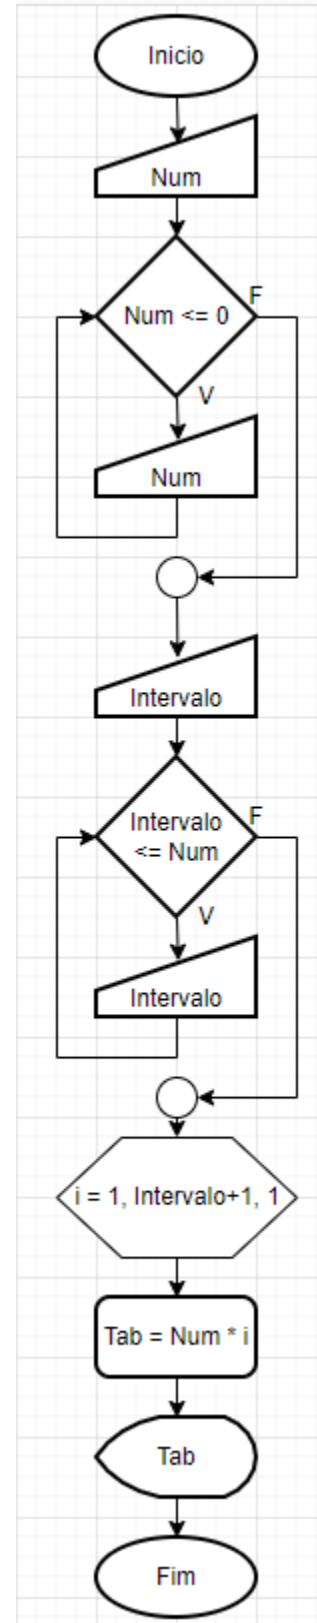 Inicio
Num
Num <= 0
F
V
Num
Intervalo
Intervalo
<= Num
F
V
Intervalo
i = 1, Intervalo+1, 1
Tab = Num * i
Tab
Fim